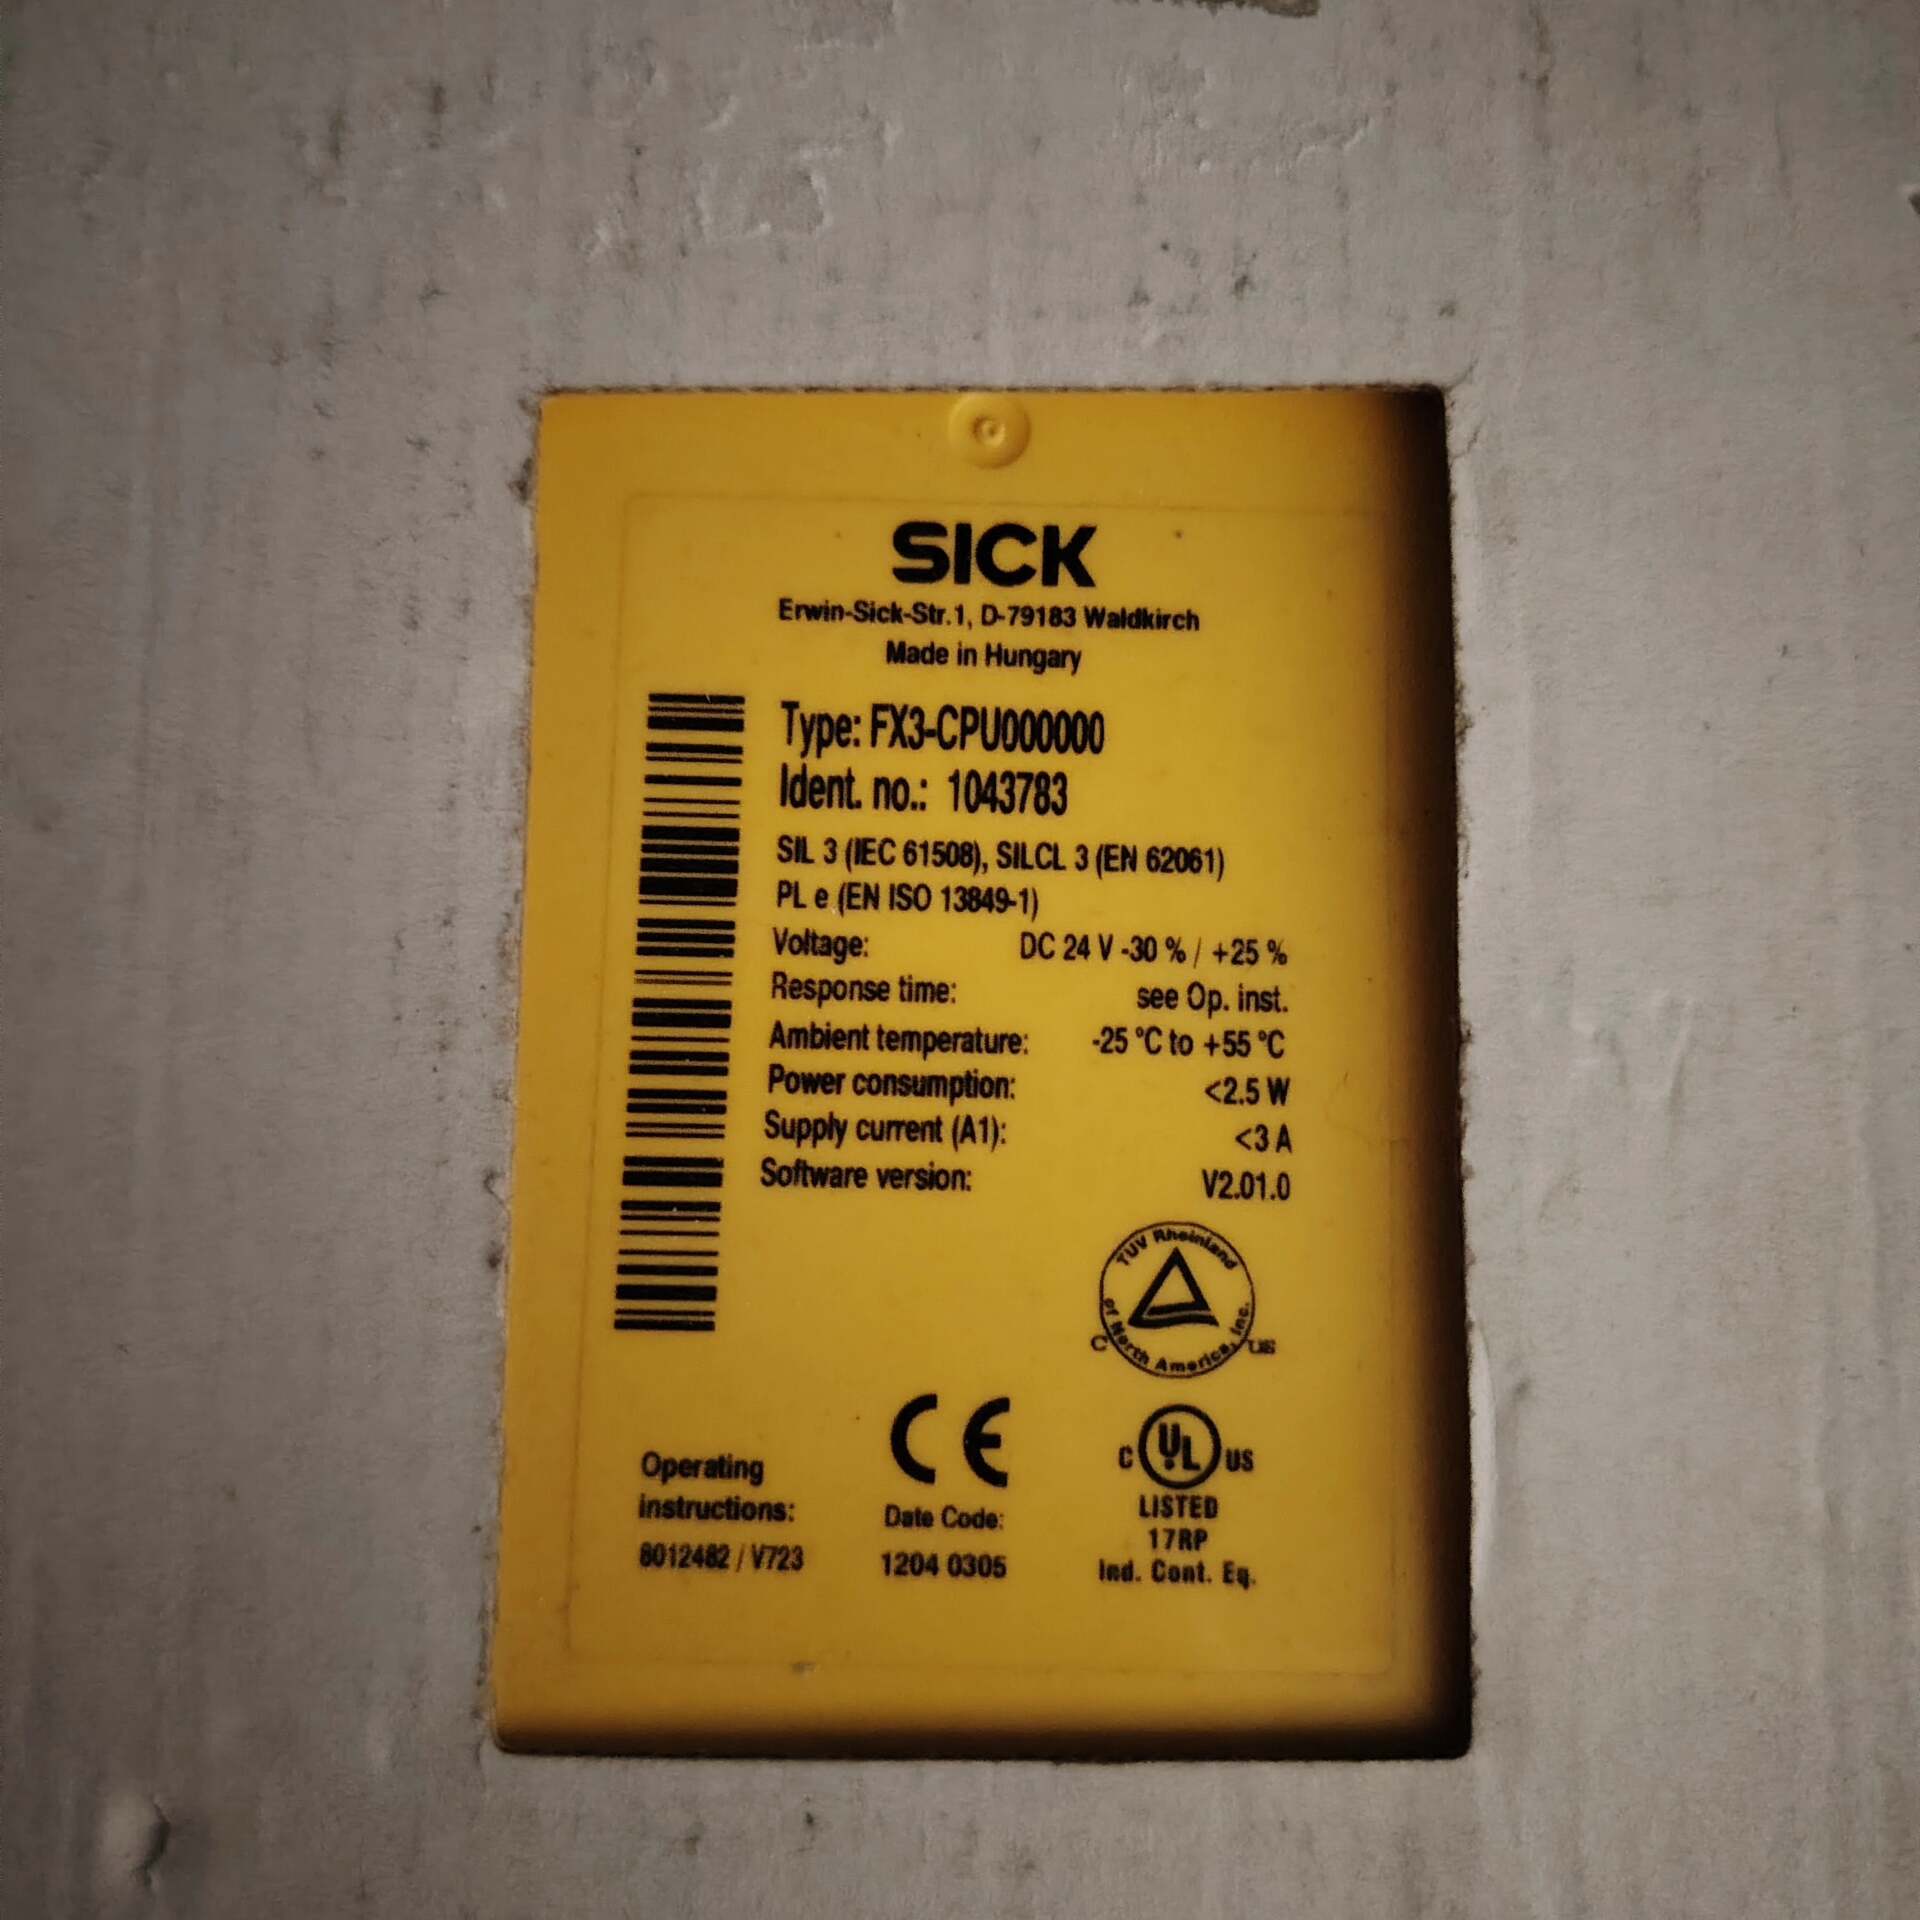 SICK
Erwin-Sick-Str.1, D-79183 Waldkirch
Made in Hungary
Type: FX3-CPU000000
Ident. no.: 1043783
SIL 3 (IEC 61508), SILCL 3 (EN 62061)
PL e (EN ISO 13849-1)
Voltage: DC 24 V -30 % / +25 %
Response time: see Op. inst.
Ambient temperature: -25 °C to +55 °C
Power consumption: <2.5 W
Supply current (A1): <3 A
Software version: V2.01.0
TUV Rheinland
of North America, Inc.
C US
CE
C UL US
LISTED
17RP
Ind. Cont. Eq.
Operating
instructions:
8012482 / V723
Date Code:
1204 0305